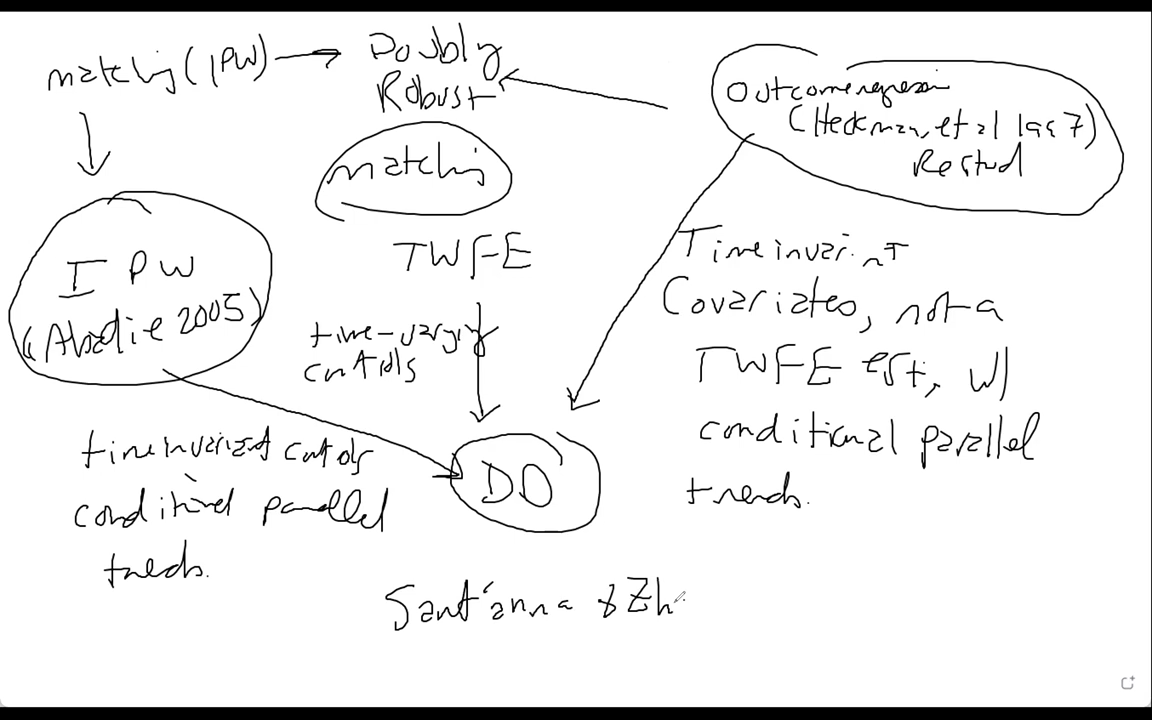 matching (IPW)
Doubly
Robust
matching
TWFE
time-varying
controls
IPW
(Abadie 2005)
time invariant controls
conditional parallel
trends.
Outcome regression
(Heckman, et al 1997)
Restud
Time invariant
Covariates, not a
TWFE est, w/
conditional parallel
trends.
DD
Sant'anna & Zh